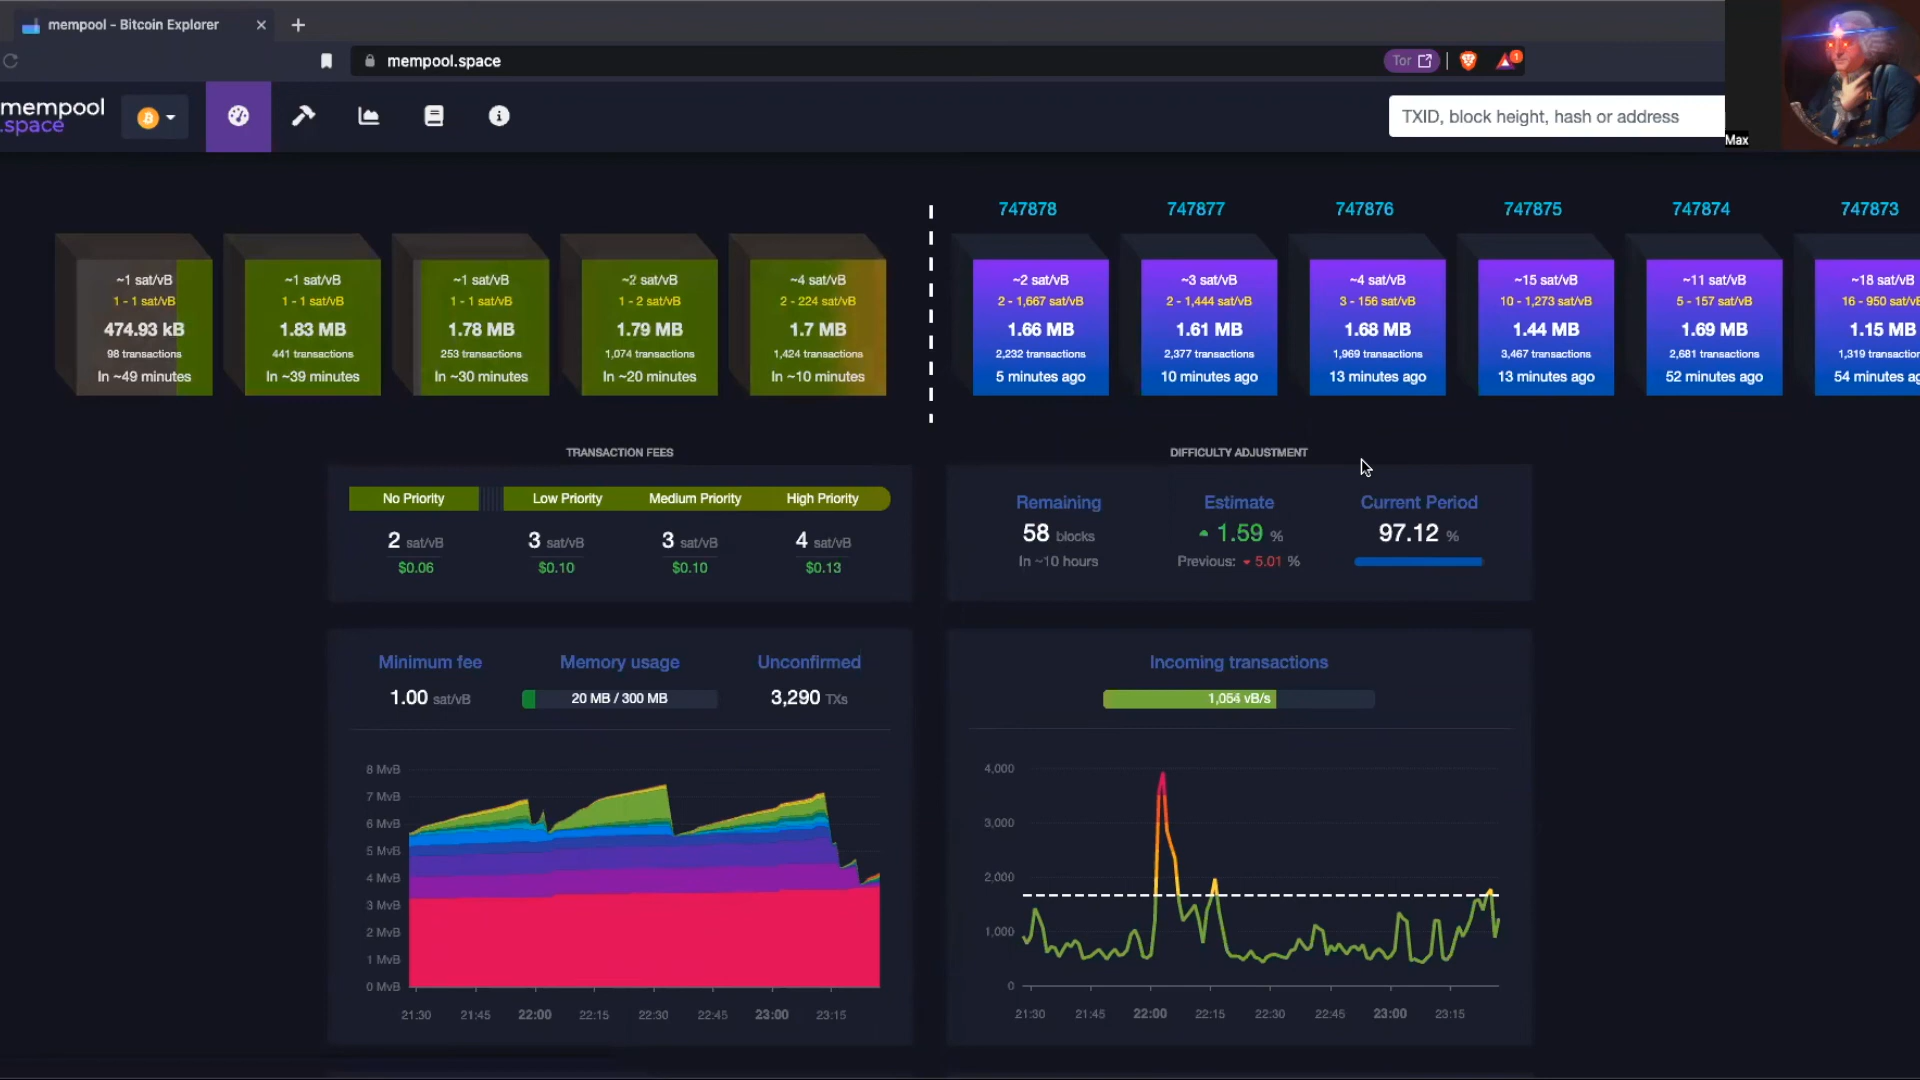 mempool - Bitcoin Explorer
mempool.space
Tor
1
mempool
.space
TXID, block height, hash or address
Max
747878
747877
747876
747875
747874
747873
~1 sat/vB
1 - 1 sat/vB
474.93 kB
98 transactions
In ~49 minutes
~1 sat/vB
1 - 1 sat/vB
1.83 MB
441 transactions
In ~39 minutes
~1 sat/vB
1 - 1 sat/vB
1.78 MB
253 transactions
In ~30 minutes
~2 sat/vB
1 - 2 sat/vB
1.79 MB
1,074 transactions
In ~20 minutes
~4 sat/vB
2 - 224 sat/vB
1.7 MB
1,424 transactions
In ~10 minutes
~2 sat/vB
2 - 1,667 sat/vB
1.66 MB
2,232 transactions
5 minutes ago
~3 sat/vB
2 - 1,444 sat/vB
1.61 MB
2,377 transactions
10 minutes ago
~4 sat/vB
3 - 156 sat/vB
1.68 MB
1,969 transactions
13 minutes ago
~15 sat/vB
10 - 1,273 sat/vB
1.44 MB
3,467 transactions
13 minutes ago
~11 sat/vB
5 - 157 sat/vB
1.69 MB
2,681 transactions
52 minutes ago
~18 sat/vB
16 - 950 sat/vB
1.15 MB
1,319 transaction
54 minutes ag
TRANSACTION FEES
No Priority
Low Priority
Medium Priority
High Priority
2 sat/vB
3 sat/vB
3 sat/vB
4 sat/vB
$0.06
$0.10
$0.10
$0.13
DIFFICULTY ADJUSTMENT
Remaining
Estimate
Current Period
58 blocks
1.59 %
97.12 %
In ~10 hours
Previous: 5.01 %
Minimum fee
Memory usage
Unconfirmed
1.00 sat/vB
20 MB / 300 MB
3,290 TXs
8 MvB
7 MvB
6 MvB
5 MvB
4 MvB
3 MvB
2 MvB
1 MvB
0 MvB
21:30
21:45
22:00
22:15
22:30
22:45
23:00
23:15
Incoming transactions
1,054 vB/s
4,000
3,000
2,000
1,000
0
21:30
21:45
22:00
22:15
22:30
22:45
23:00
23:15